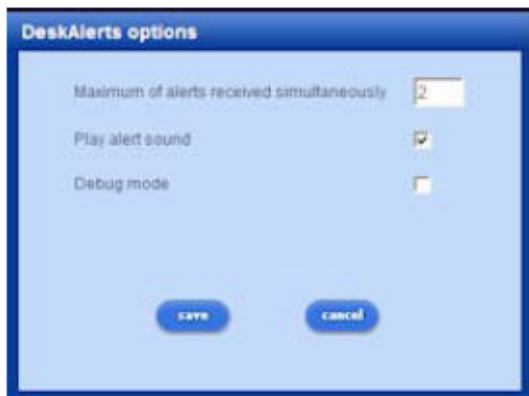 DeskAlerts options
Maximum of alerts received simultaneously 2
Play alert sound
Debug mode
save cancel